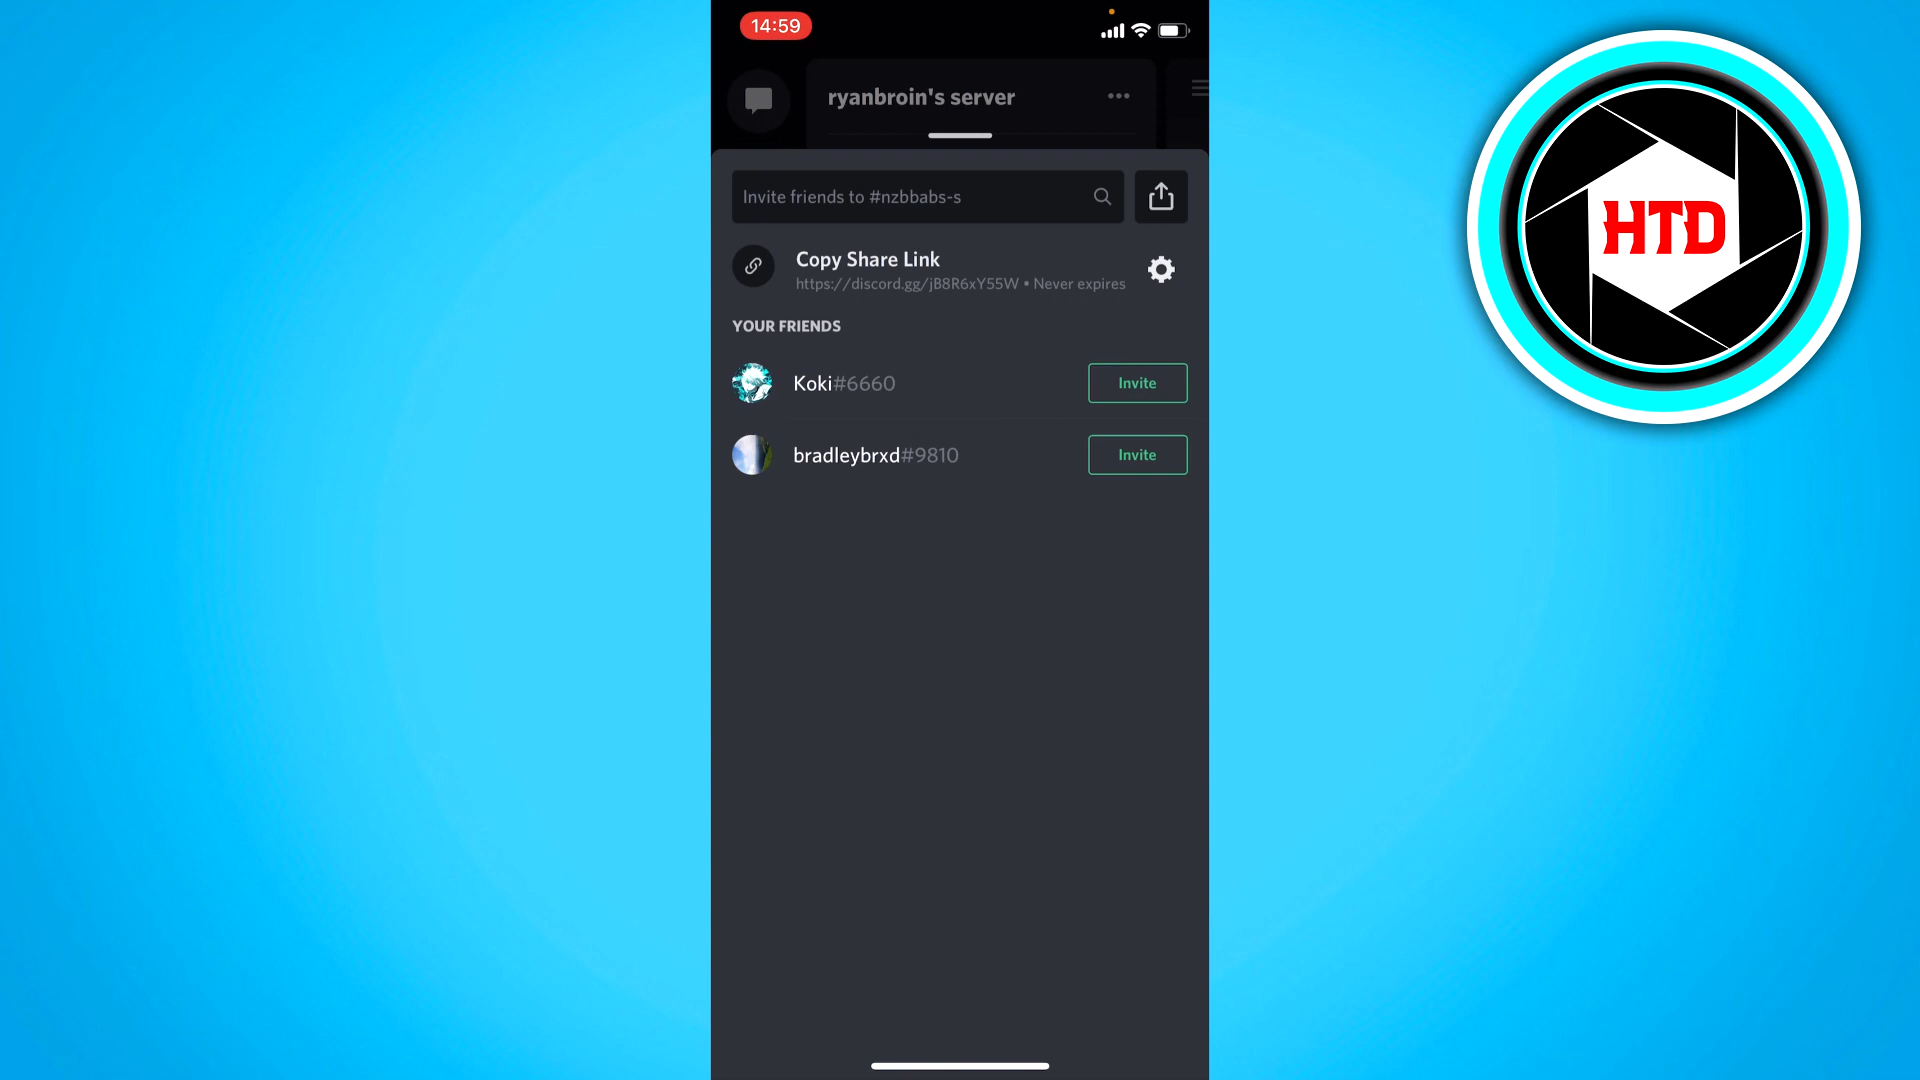 14:59
ryanbroin's server
Invite friends to #nzbbabs-s
Copy Share Link
https://discord.gg/jB8R6xY55W • Never expires
YOUR FRIENDS
Koki#6660
Invite
bradleybrxd#9810
Invite
HTD